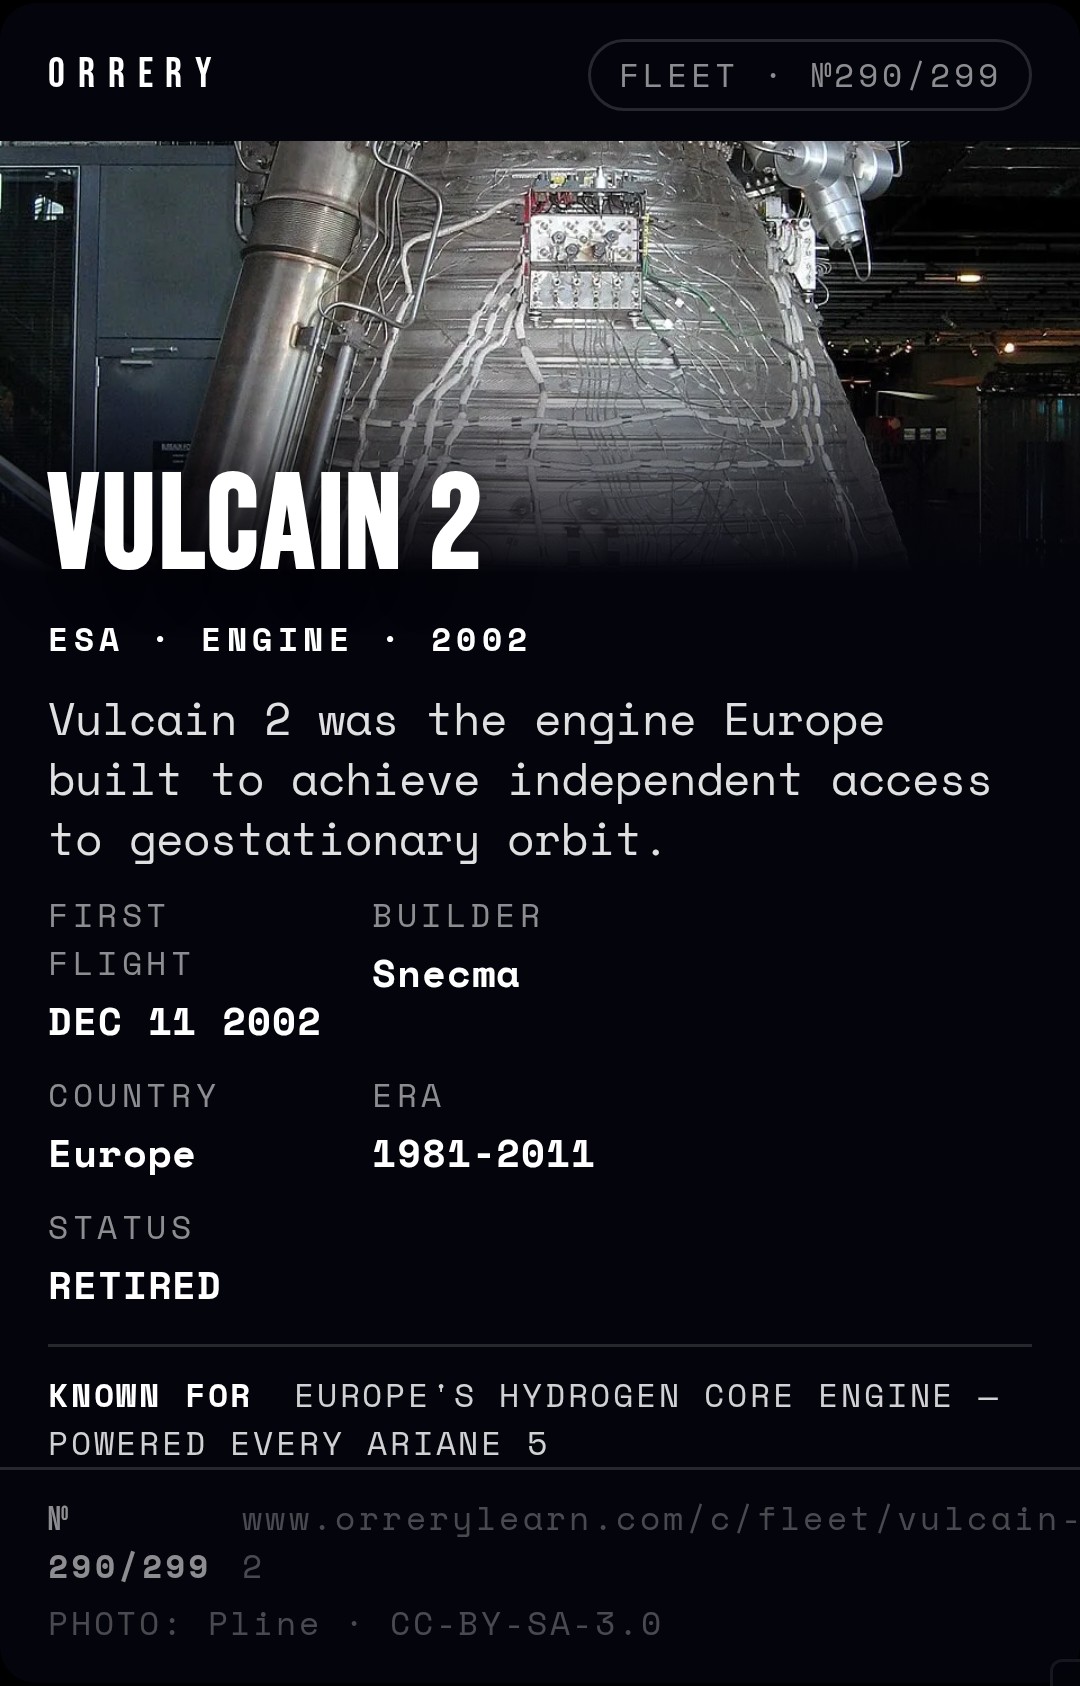 ORRERY
FLEET · №290/299
VULCAIN 2
ESA · ENGINE · 2002
Vulcain 2 was the engine Europe
built to achieve independent access
to geostationary orbit.
FIRST
FLIGHT
DEC 11 2002
BUILDER
Snecma
COUNTRY
Europe
ERA
1981-2011
STATUS
RETIRED
KNOWN FOR EUROPE'S HYDROGEN CORE ENGINE —
POWERED EVERY ARIANE 5
№
290/299
www.orrerylearn.com/c/fleet/vulcain-
2
PHOTO: Pline · CC-BY-SA-3.0